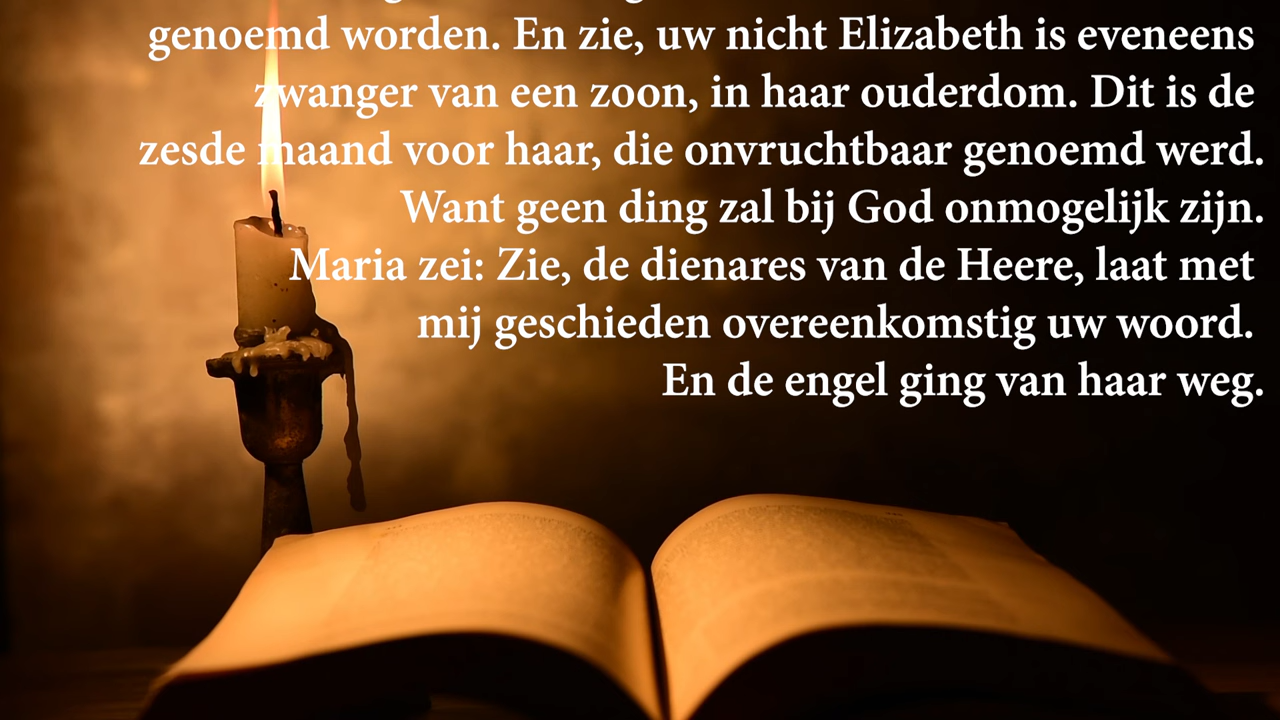 genoemd worden. En zie, uw nicht Elizabeth is eveneens
zwanger van een zoon, in haar ouderdom. Dit is de
zesde maand voor haar, die onvruchtbaar genoemd werd.
Want geen ding zal bij God onmogelijk zijn.
Maria zei: Zie, de dienares van de Heere, laat met
mij geschieden overeenkomstig uw woord.
En de engel ging van haar weg.